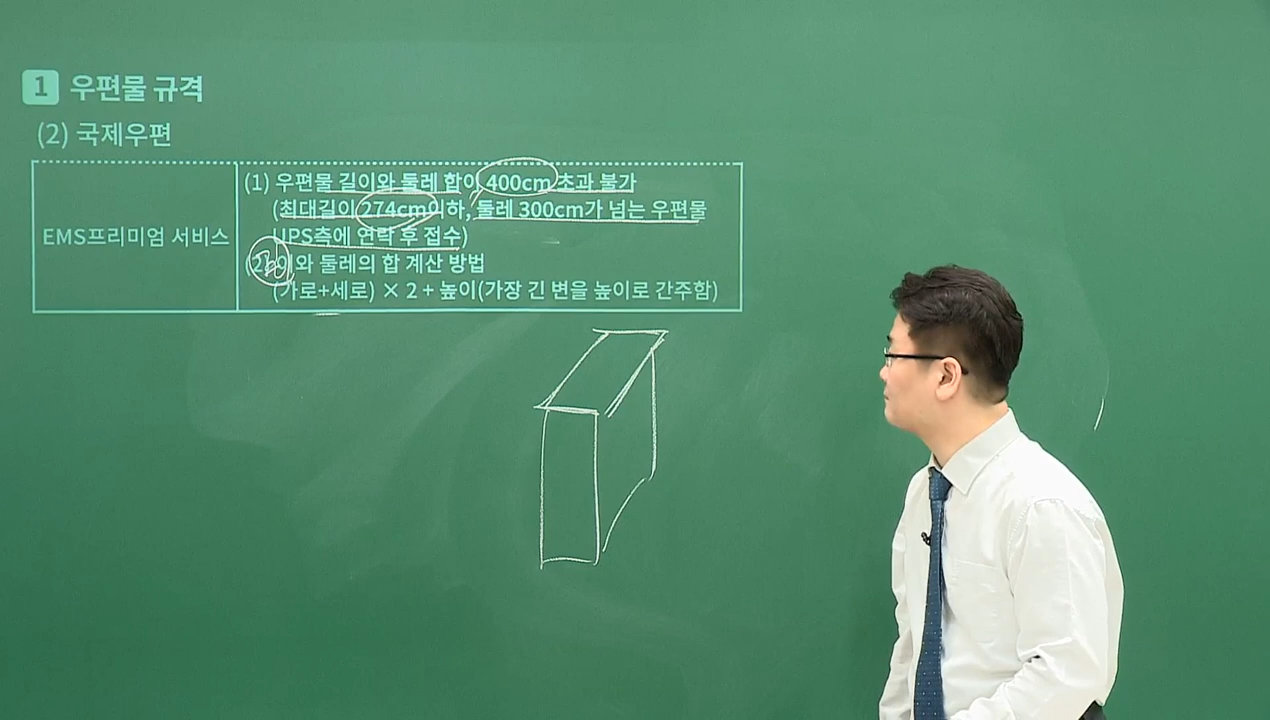 1 우편물 규격
(2) 국제우편
EMS프리미엄 서비스
(1) 우편물 길이와 둘레 합이 400cm 초과 불가
(최대길이 274cm이하, 둘레 300cm가 넘는 우편물
UPS측에 연락 후 접수)
(2) 길이와 둘레의 합 계산 방법
(가로+세로) × 2 + 높이(가장 긴 변을 높이로 간주함)